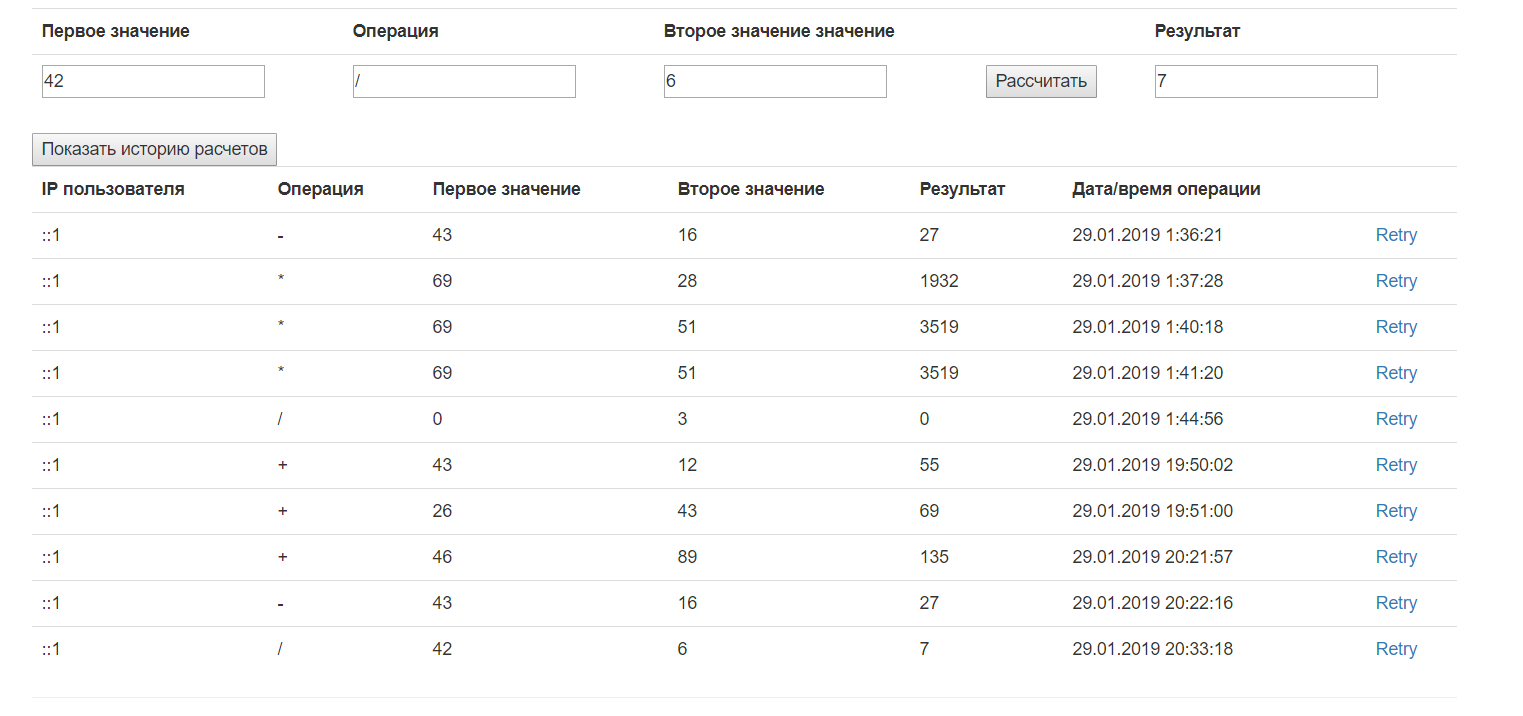 Первое значение Операция Второе значение значение Результат
42 / 6 Рассчитать 7
Показать историю расчетов
IP пользователя Операция Первое значение Второе значение Результат Дата/время операции
::1 - 43 16 27 29.01.2019 1:36:21 Retry
::1 * 69 28 1932 29.01.2019 1:37:28 Retry
::1 * 69 51 3519 29.01.2019 1:40:18 Retry
::1 * 69 51 3519 29.01.2019 1:41:20 Retry
::1 / 0 3 0 29.01.2019 1:44:56 Retry
::1 + 43 12 55 29.01.2019 19:50:02 Retry
::1 + 26 43 69 29.01.2019 19:51:00 Retry
::1 + 46 89 135 29.01.2019 20:21:57 Retry
::1 - 43 16 27 29.01.2019 20:22:16 Retry
::1 / 42 6 7 29.01.2019 20:33:18 Retry